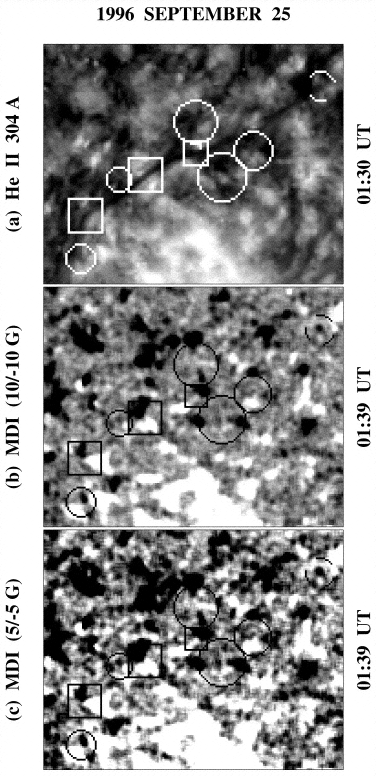 1996 SEPTEMBER 25
(a) He II 304 A
01:30 UT
(b) MDI (10/-10 G)
01:39 UT
(c) MDI (5/-5 G)
01:39 UT